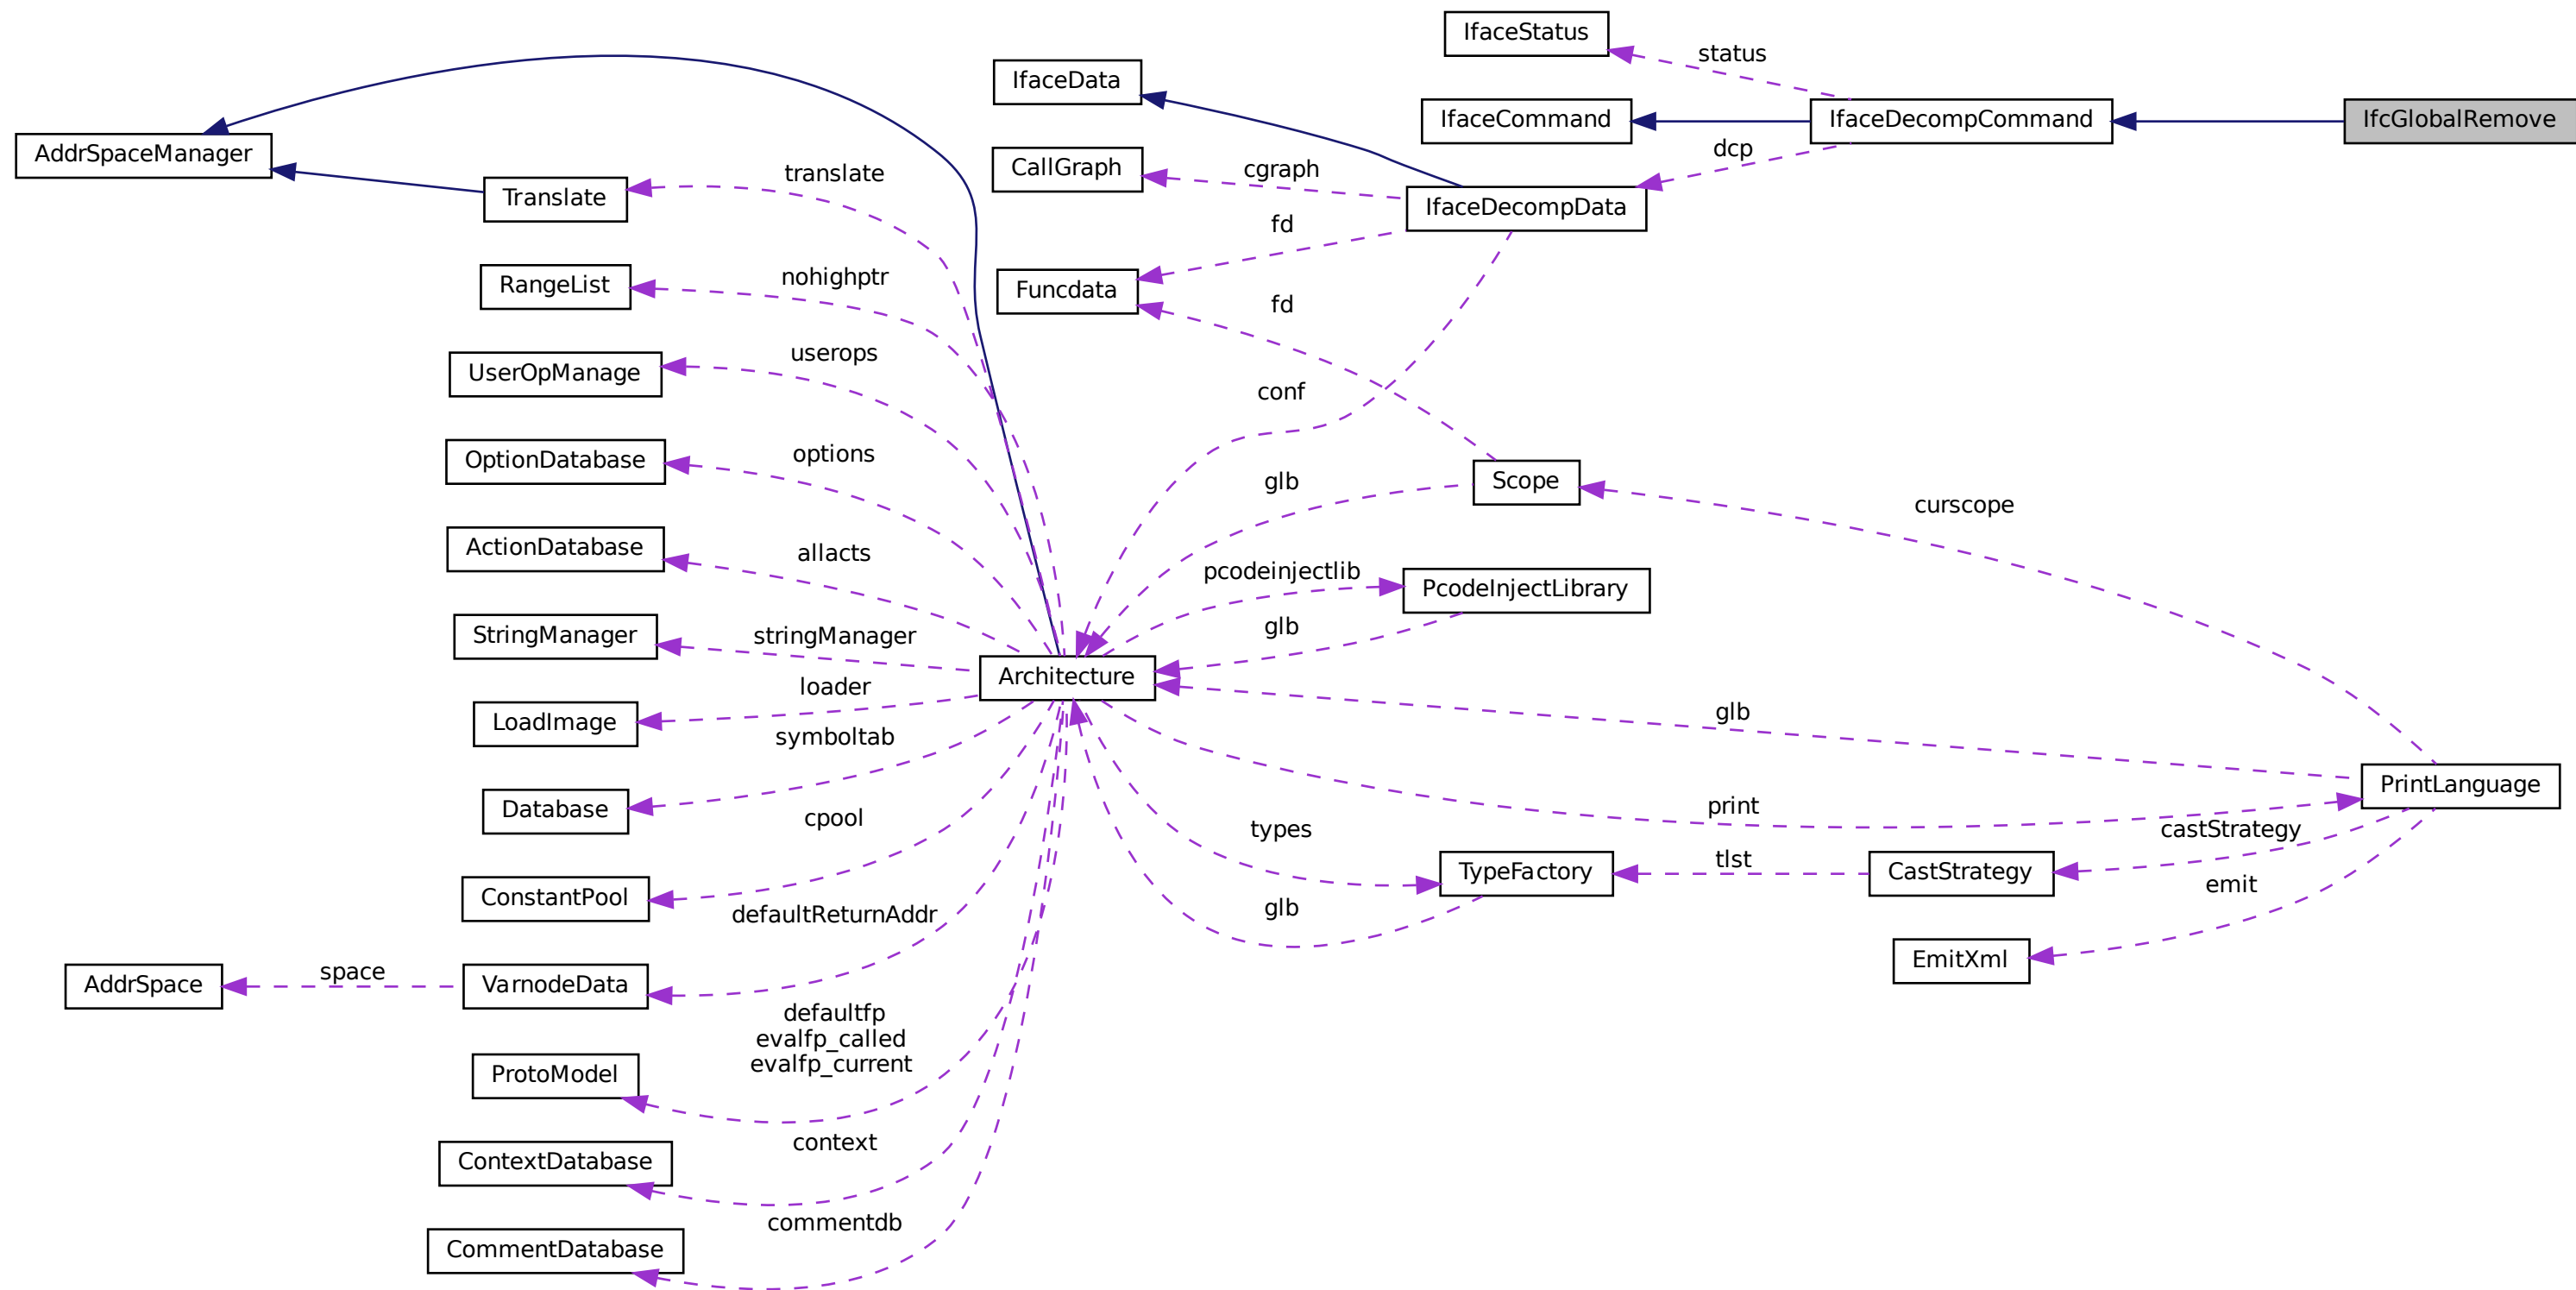 IfaceStatus
status
IfaceData
IfaceCommand
IfaceDecompCommand
IfcGlobalRemove
AddrSpaceManager
CallGraph
cgraph
dcp
translate
Translate
IfaceDecompData
fd
nohighptr
RangeList
Funcdata
fd
userops
UserOpManage
conf
options
OptionDatabase
glb
Scope
curscope
allacts
ActionDatabase
pcodeinjectlib
PcodeInjectLibrary
stringManager
StringManager
glb
Architecture
loader
LoadImage
glb
symboltab
Database
PrintLanguage
print
cpool
types
castStrategy
ConstantPool
TypeFactory
tlst
CastStrategy
emit
defaultReturnAddr
glb
AddrSpace
space
VarnodeData
EmitXml
defaultfp
evalfp_called
evalfp_current
ProtoModel
context
ContextDatabase
commentdb
CommentDatabase